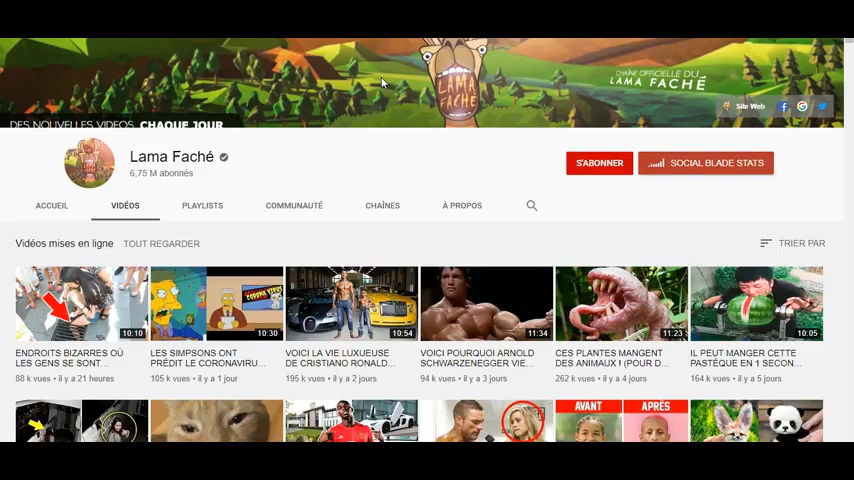 CHAÎNE OFFICIELLE DU
LAMA FACHÉ
LAMA
FACHÉ
Site Web
DES NOUVELLES VIDEOS CHAQUE JOUR
Lama Faché
6,75 M abonnés
S'ABONNER
SOCIAL BLADE STATS
ACCUEIL
VIDÉOS
PLAYLISTS
COMMUNAUTÉ
CHAÎNES
À PROPOS
Vidéos mises en ligne
TOUT REGARDER
TRIER PAR
CORONA VIRUS
10:10
10:30
10:54
11:34
11:23
10:05
ENDROITS BIZARRES OÙ
LES GENS SE SONT...
88 k vues • il y a 21 heures
LES SIMPSONS ONT
PRÉDIT LE CORONAVIRU...
105 k vues • il y a 1 jour
VOICI LA VIE LUXUEUSE
DE CRISTIANO RONALD...
195 k vues • il y a 2 jours
VOICI POURQUOI ARNOLD
SCHWARZENEGGER VIE...
94 k vues • il y a 3 jours
CES PLANTES MANGENT
DES ANIMAUX ! (POUR D...
262 k vues • il y a 4 jours
IL PEUT MANGER CETTE
PASTÈQUE EN 1 SECON...
164 k vues • il y a 5 jours
AVANT
APRÈS